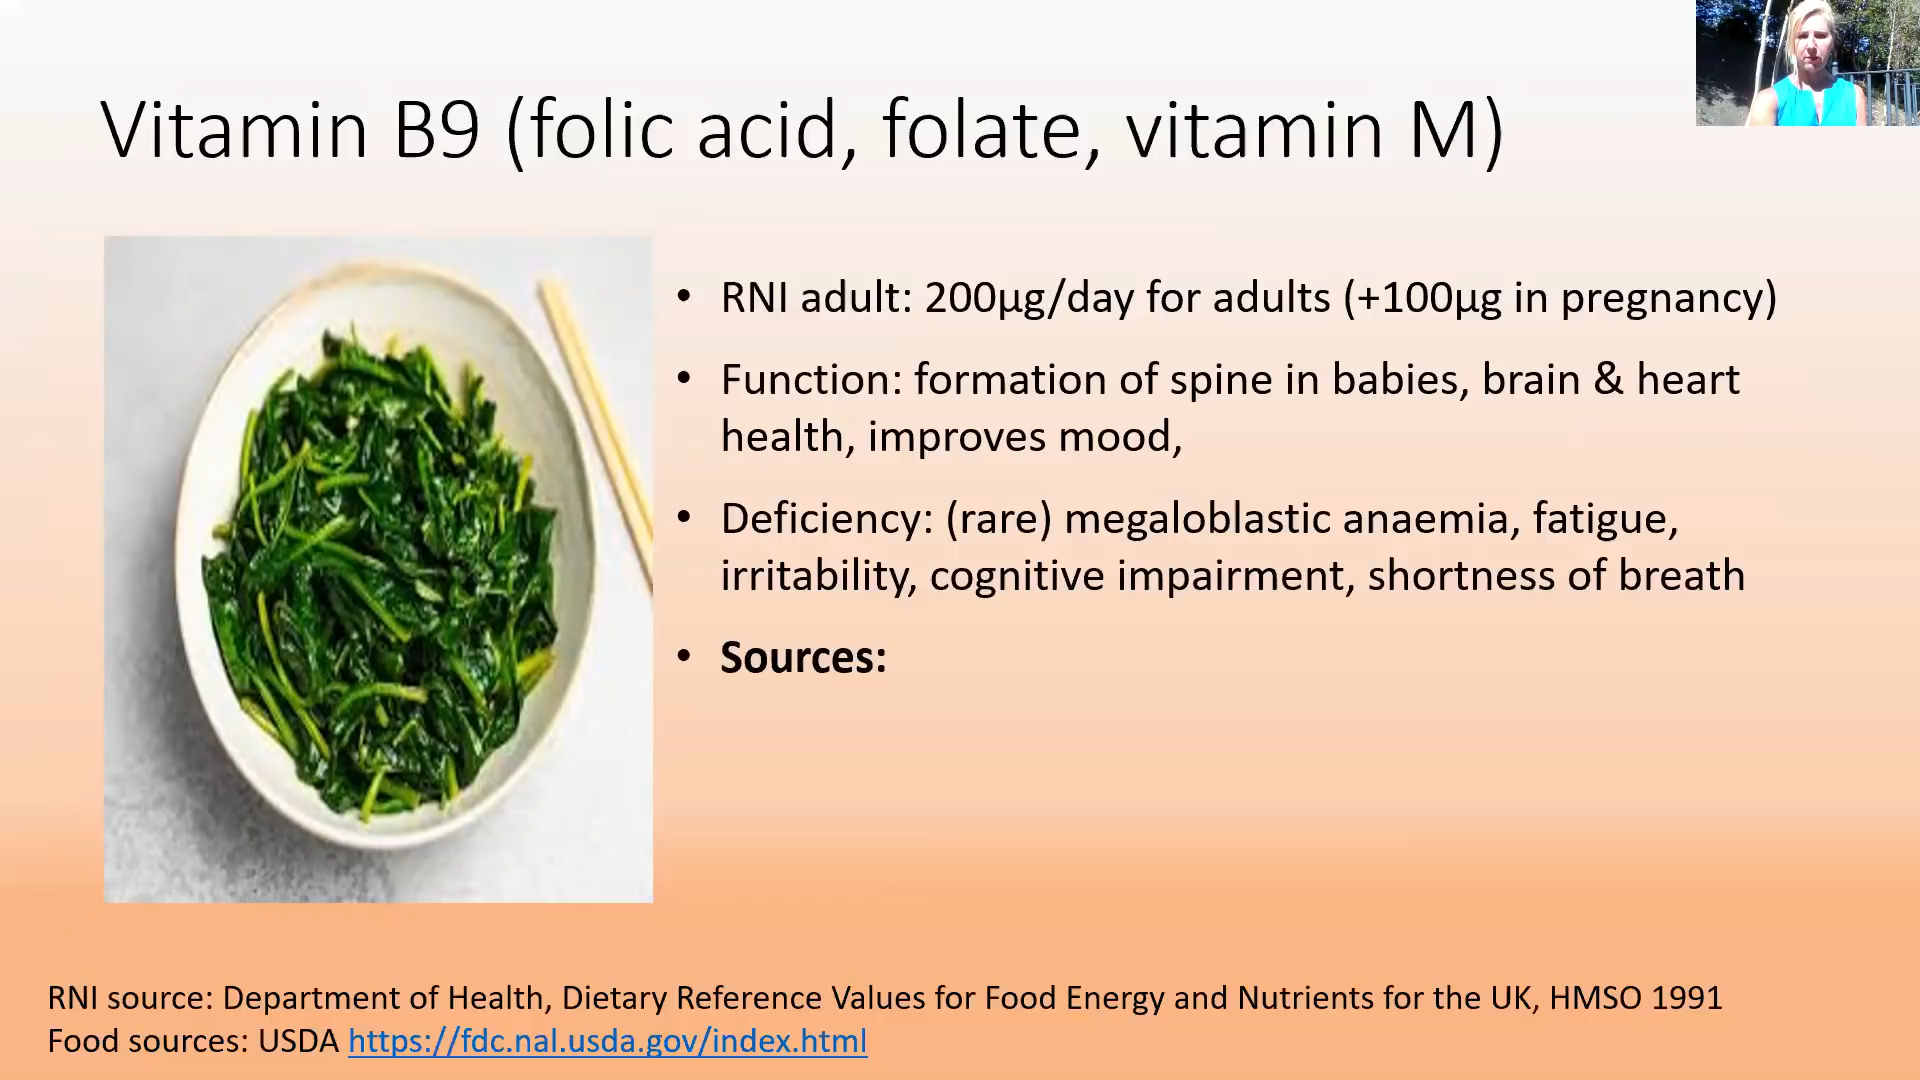 Vitamin B9 (folic acid, folate, vitamin M)
• RNI adult: 200µg/day for adults (+100µg in pregnancy)
• Function: formation of spine in babies, brain & heart
health, improves mood,
• Deficiency: (rare) megaloblastic anaemia, fatigue,
irritability, cognitive impairment, shortness of breath
• Sources:
RNI source: Department of Health, Dietary Reference Values for Food Energy and Nutrients for the UK, HMSO 1991
Food sources: USDA https://fdc.nal.usda.gov/index.html